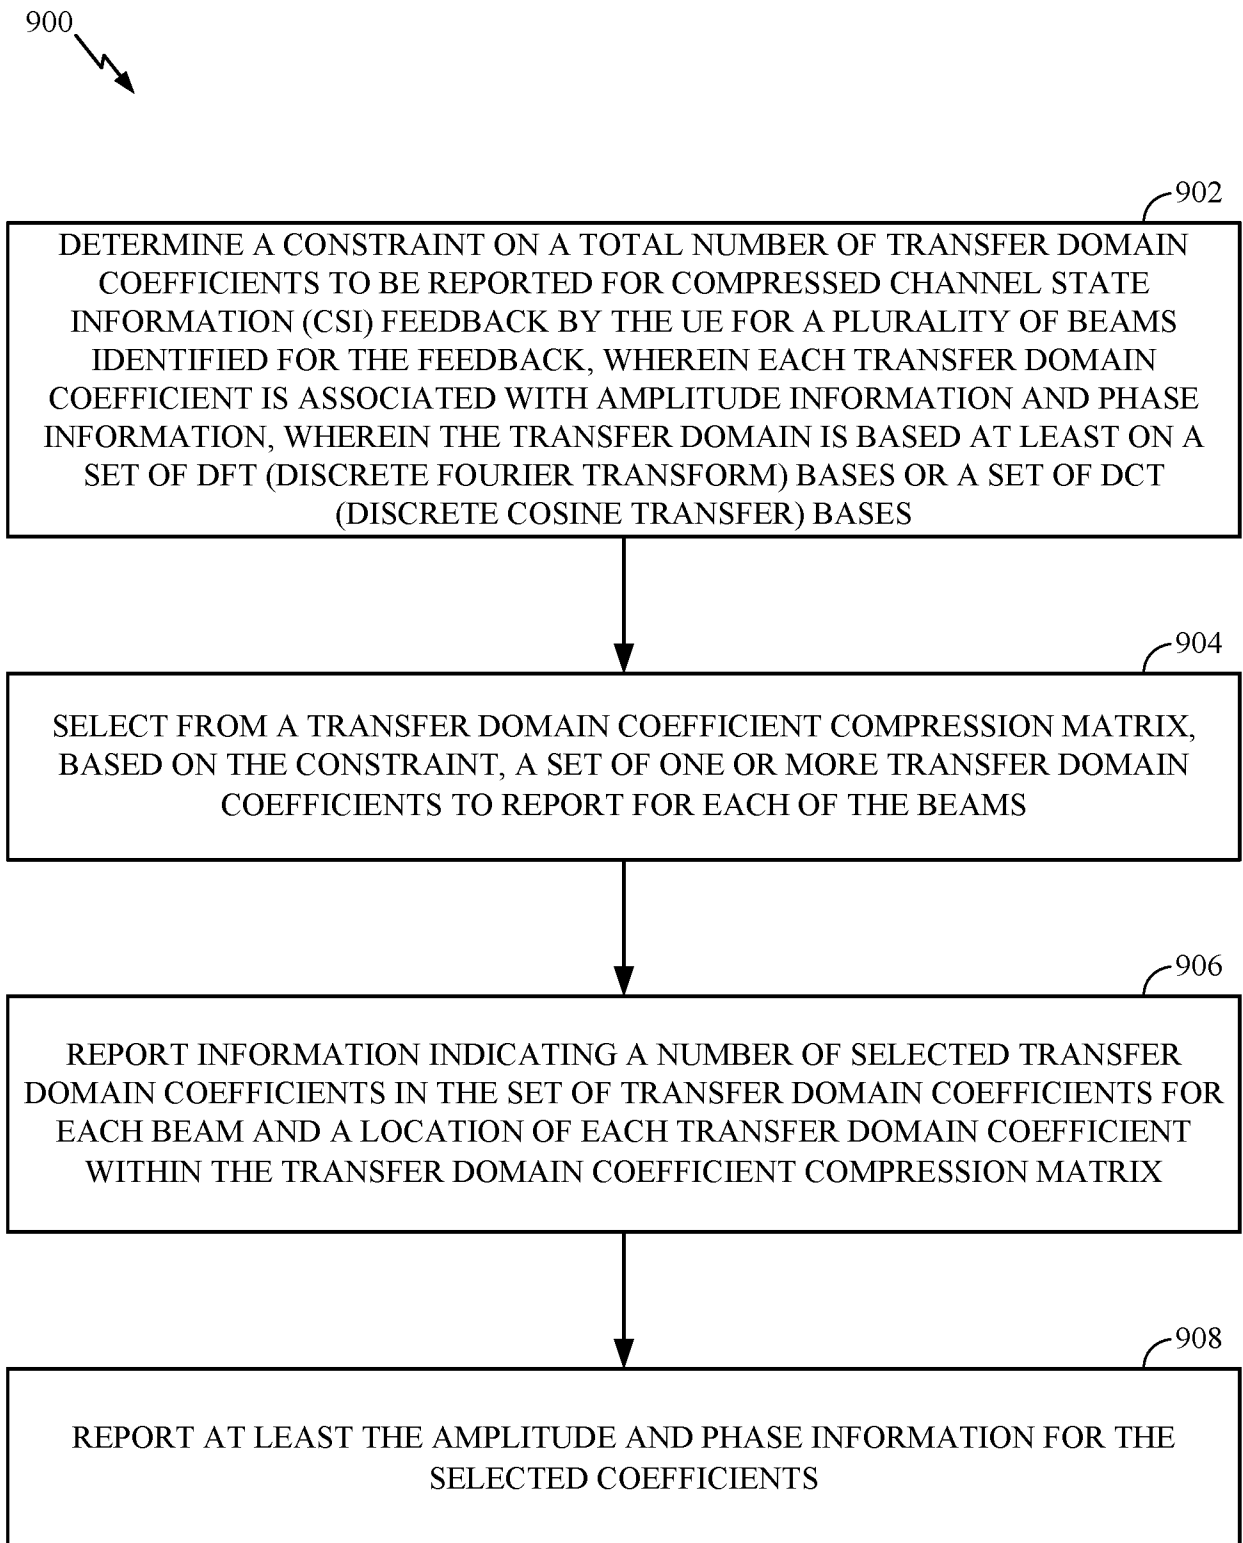 900
902
DETERMINE A CONSTRAINT ON A TOTAL NUMBER OF TRANSFER DOMAIN
COEFFICIENTS TO BE REPORTED FOR COMPRESSED CHANNEL STATE
INFORMATION (CSI) FEEDBACK BY THE UE FOR A PLURALITY OF BEAMS
IDENTIFIED FOR THE FEEDBACK, WHEREIN EACH TRANSFER DOMAIN
COEFFICIENT IS ASSOCIATED WITH AMPLITUDE INFORMATION AND PHASE
INFORMATION, WHEREIN THE TRANSFER DOMAIN IS BASED AT LEAST ON A
SET OF DFT (DISCRETE FOURIER TRANSFORM) BASES OR A SET OF DCT
(DISCRETE COSINE TRANSFER) BASES
904
SELECT FROM A TRANSFER DOMAIN COEFFICIENT COMPRESSION MATRIX,
BASED ON THE CONSTRAINT, A SET OF ONE OR MORE TRANSFER DOMAIN
COEFFICIENTS TO REPORT FOR EACH OF THE BEAMS
906
REPORT INFORMATION INDICATING A NUMBER OF SELECTED TRANSFER
DOMAIN COEFFICIENTS IN THE SET OF TRANSFER DOMAIN COEFFICIENTS FOR
EACH BEAM AND A LOCATION OF EACH TRANSFER DOMAIN COEFFICIENT
WITHIN THE TRANSFER DOMAIN COEFFICIENT COMPRESSION MATRIX
908
REPORT AT LEAST THE AMPLITUDE AND PHASE INFORMATION FOR THE
SELECTED COEFFICIENTS